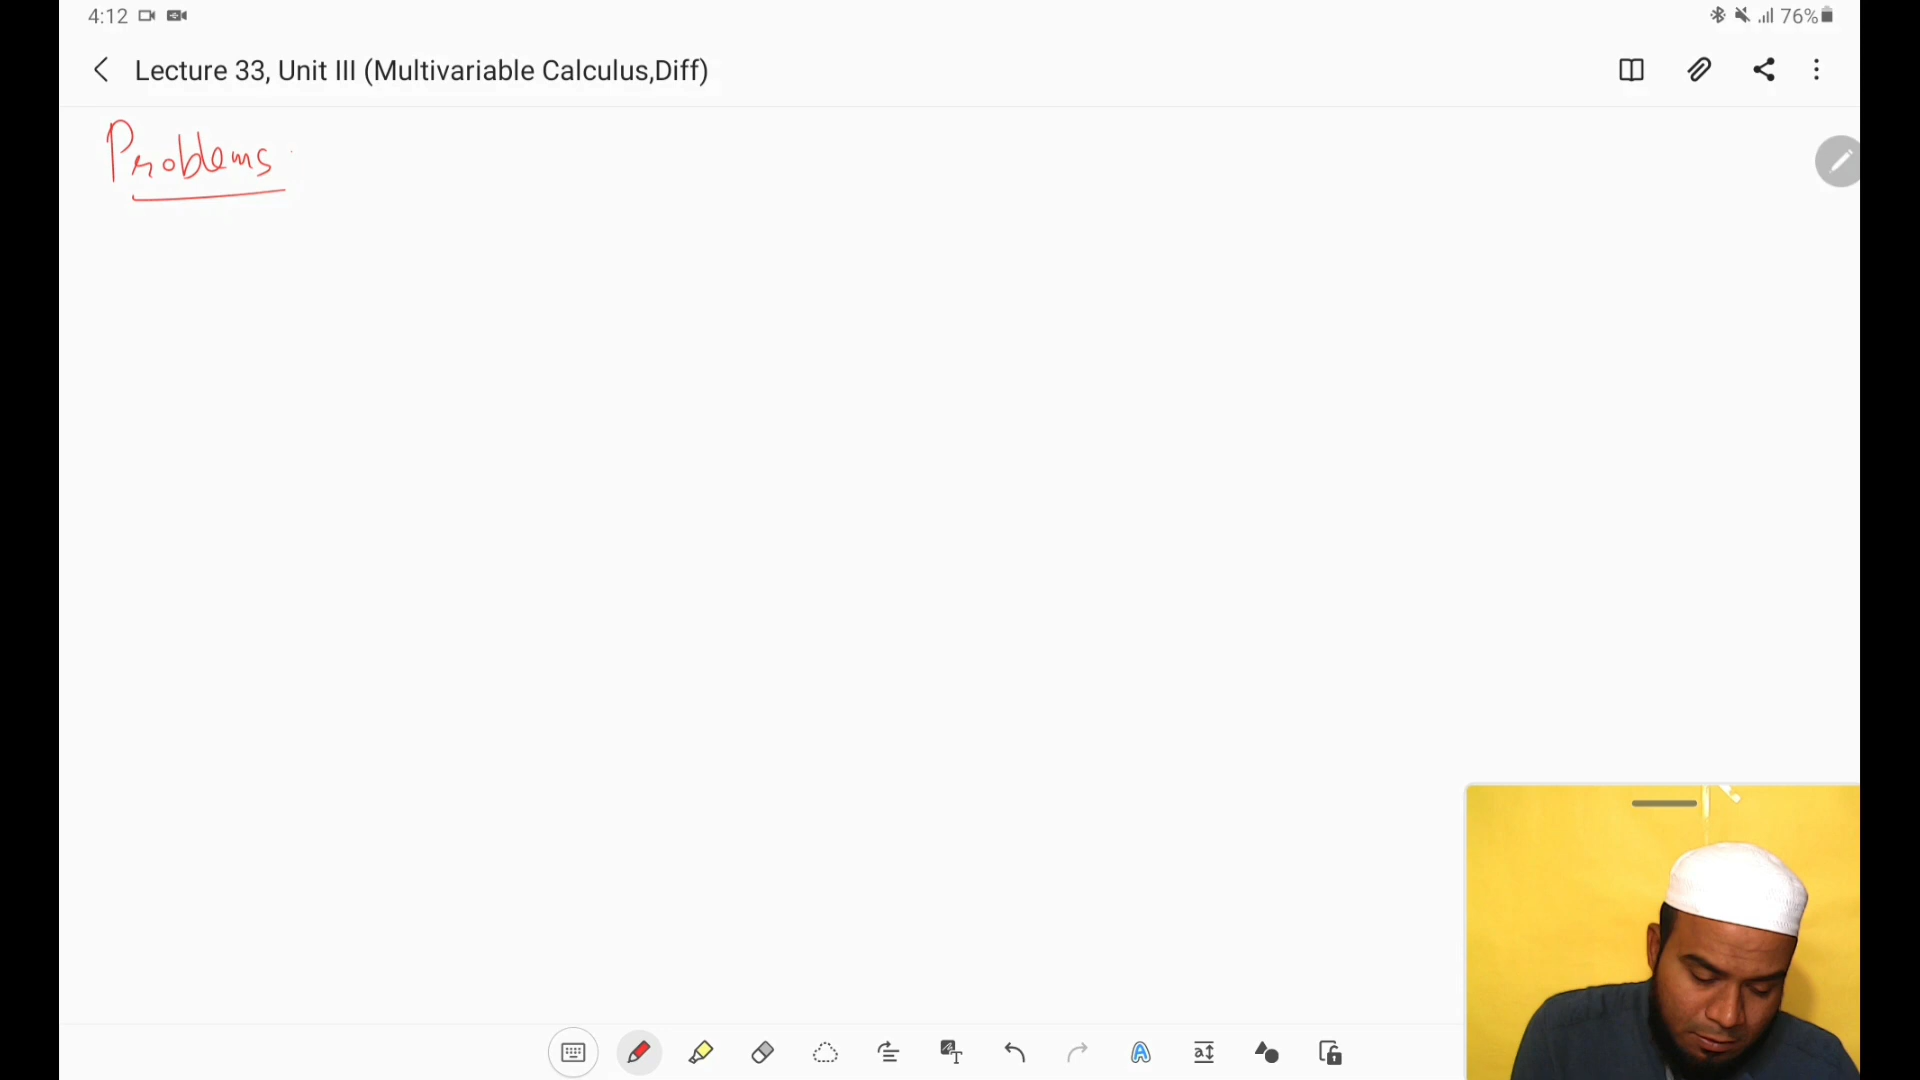 4:12 76%
Lecture 33, Unit III (Multivariable Calculus,Diff)
Problems